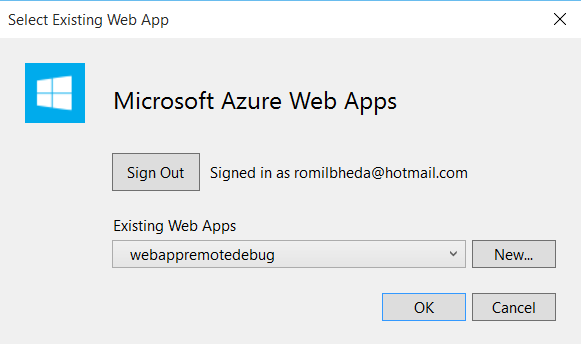 Select Existing Web App
Microsoft Azure Web Apps
Sign Out Signed in as romilbheda@hotmail.com
Existing Web Apps
webappremotedebug New...
OK Cancel